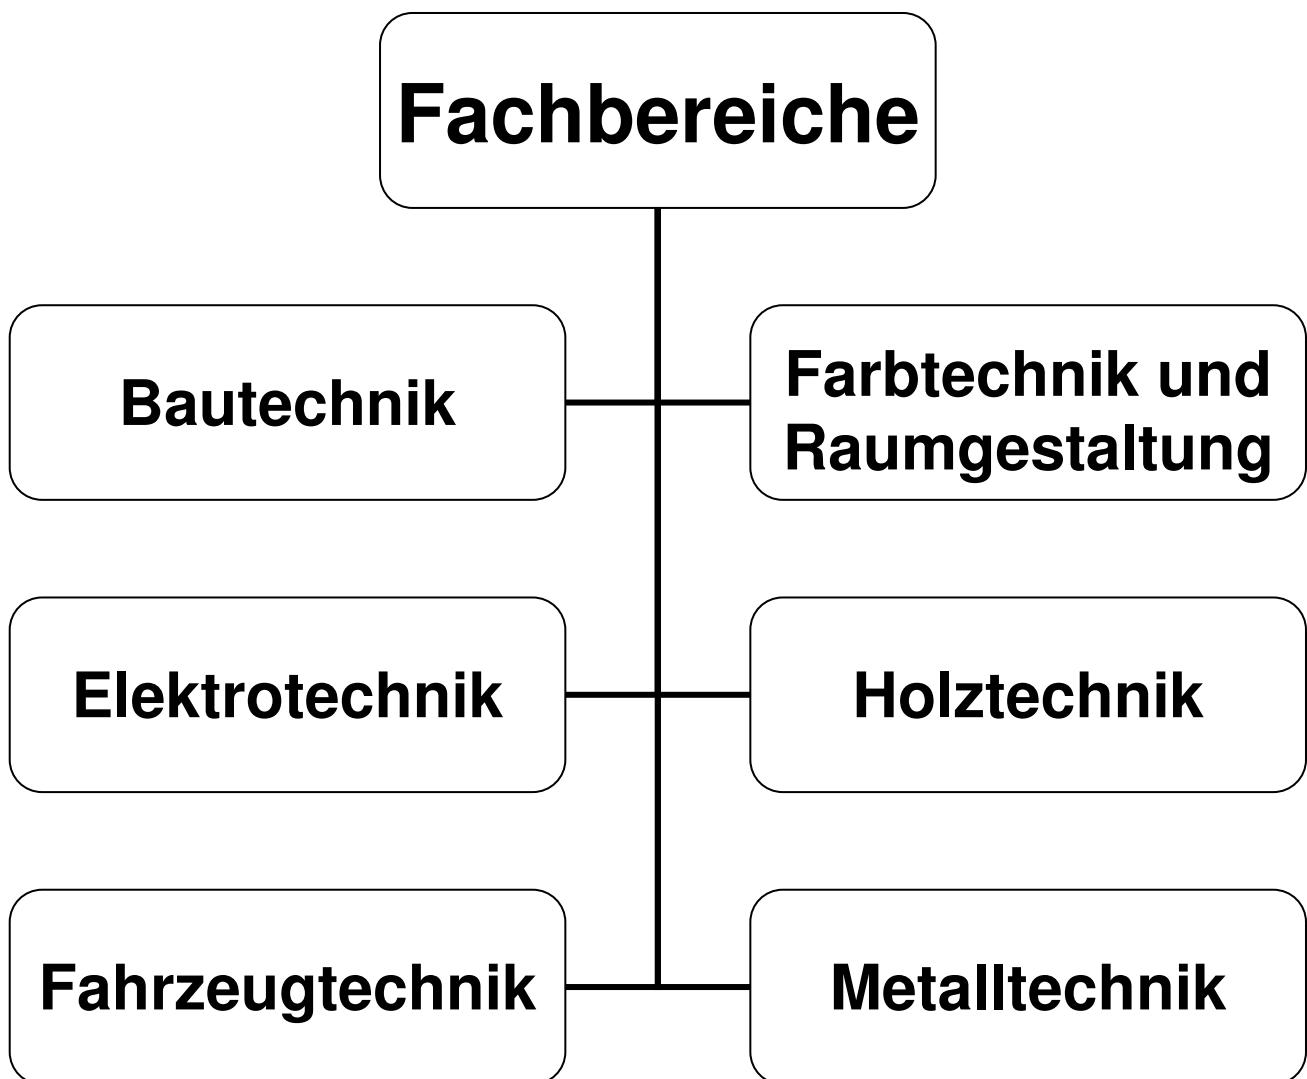 Fachbereiche
Bautechnik
Farbtechnik und
Raumgestaltung
Elektrotechnik
Holztechnik
Fahrzeugtechnik
Metalltechnik